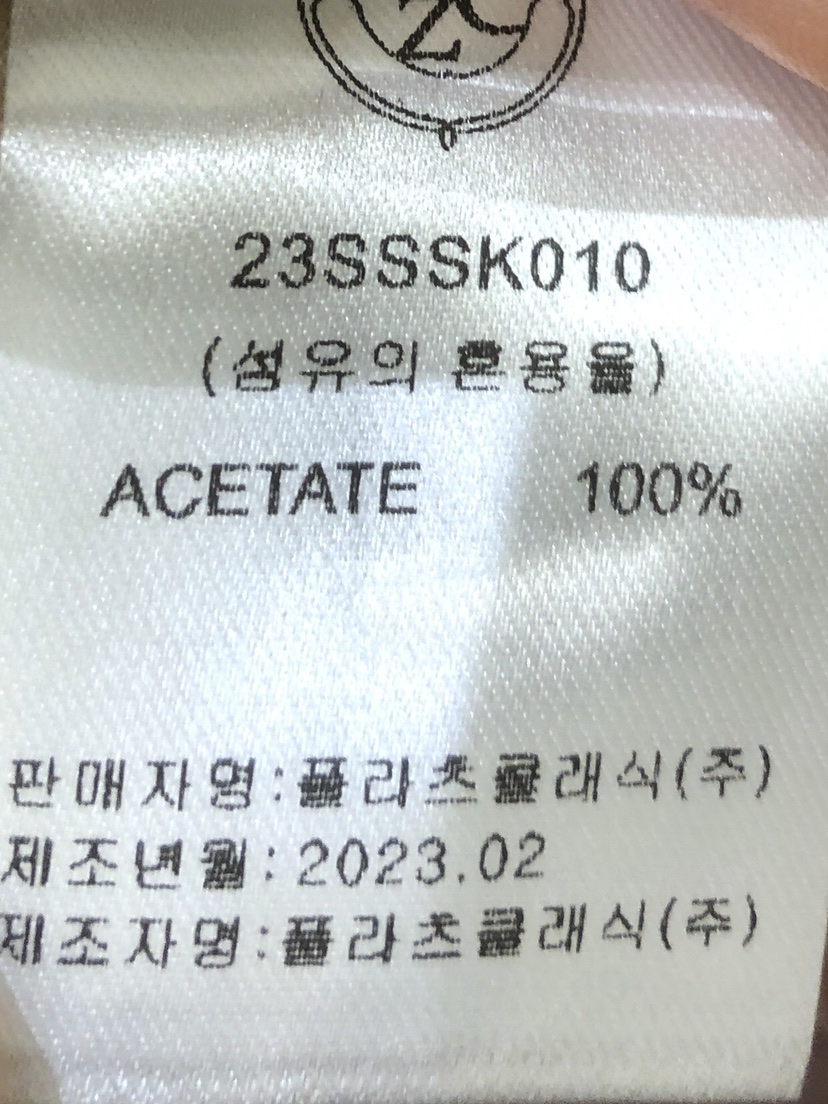 23SSSK010
(섬유의 혼용율)
ACETATE 100%
판매자명:플라츠클래식(주)
제조년월:2023.02
제조자명:플라츠클래식(주)